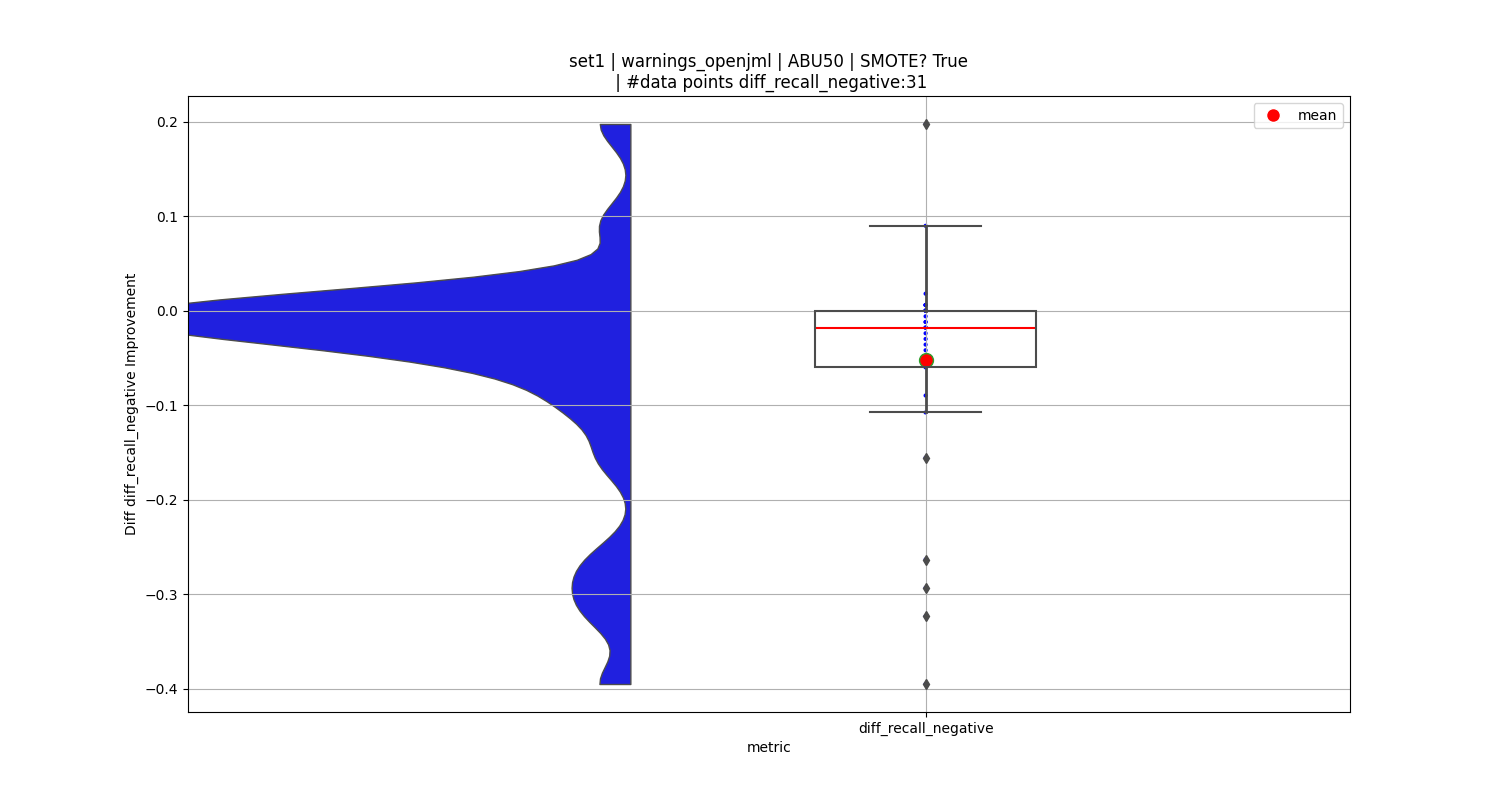 set1 | warnings_openjml | ABU50 | SMOTE? True
| #data points diff_recall_negative:31
mean
0.2
0.1
0.0
−0.1
−0.2
−0.3
−0.4
Diff diff_recall_negative Improvement
diff_recall_negative
metric